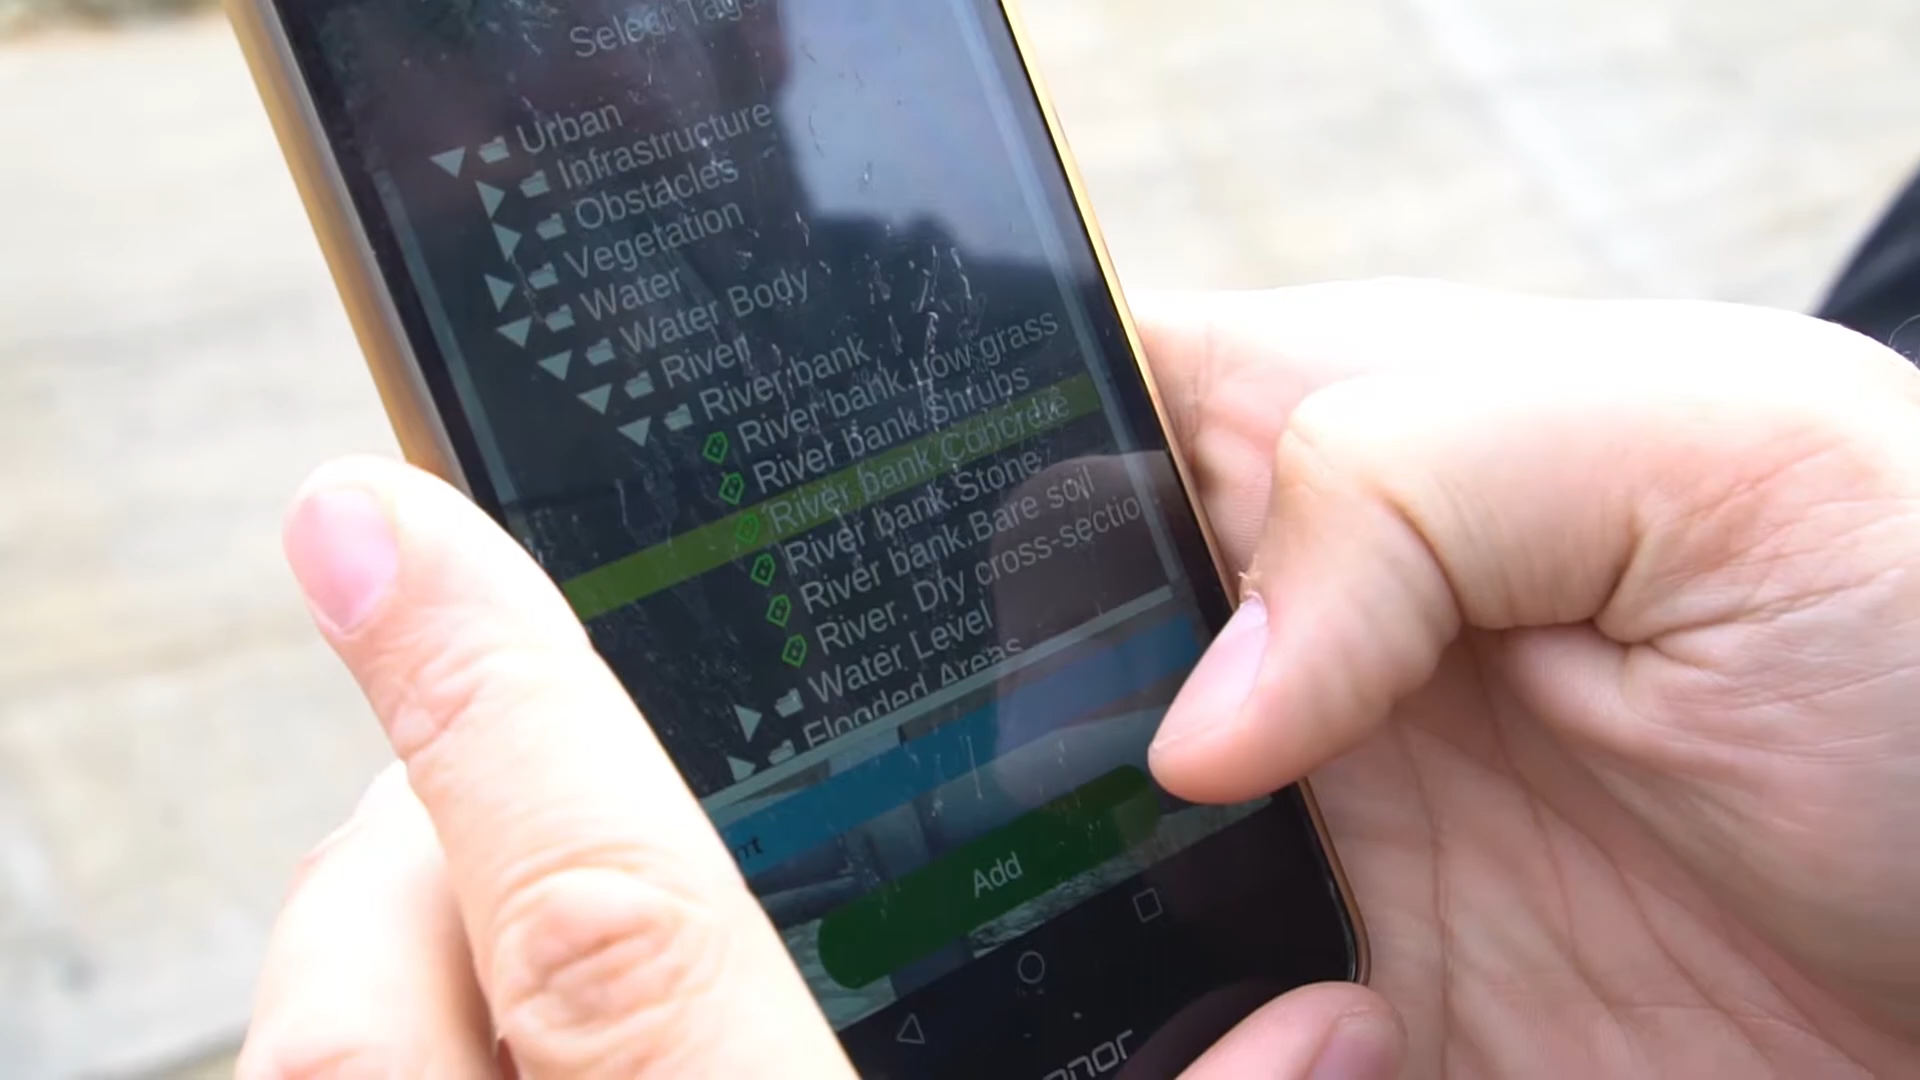 Select Tags
Urban
Infrastructure
Obstacles
Vegetation
Water
Water Body
River
River bank
River bank.Low grass
River bank.Shrubs
River bank.Concrete
River bank.Stone
River bank.Bare soil
River. Dry cross-sectio
Water Level
Flooded Areas
Add